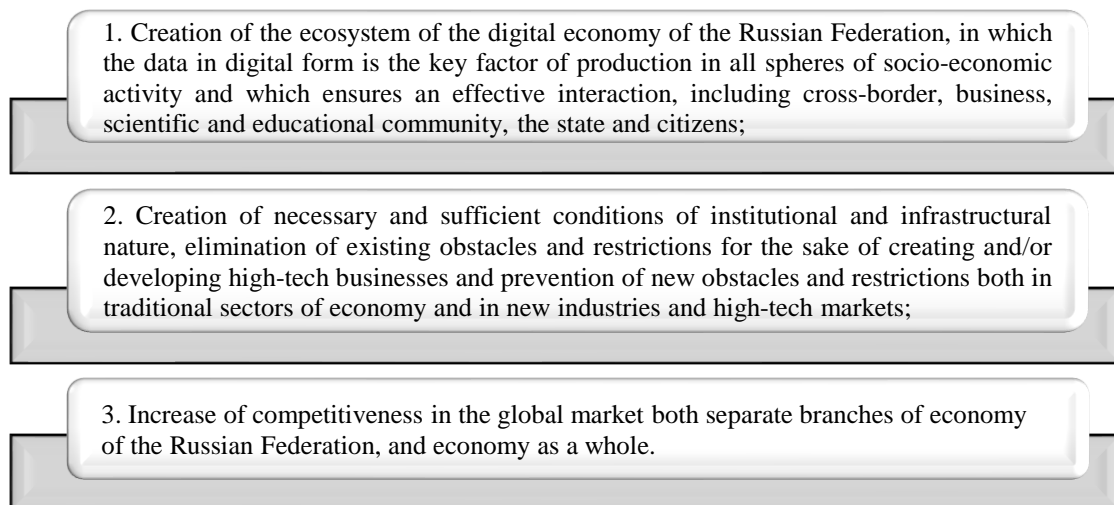 1. Creation of the ecosystem of the digital economy of the Russian Federation, in which
the data in digital form is the key factor of production in all spheres of socio-economic
activity and which ensures an effective interaction, including cross-border, business,
scientific and educational community, the state and citizens;
2. Creation of necessary and sufficient conditions of institutional and infrastructural
nature, elimination of existing obstacles and restrictions for the sake of creating and/or
developing high-tech businesses and prevention of new obstacles and restrictions both in
traditional sectors of economy and in new industries and high-tech markets;
3. Increase of competitiveness in the global market both separate branches of economy
of the Russian Federation, and economy as a whole.